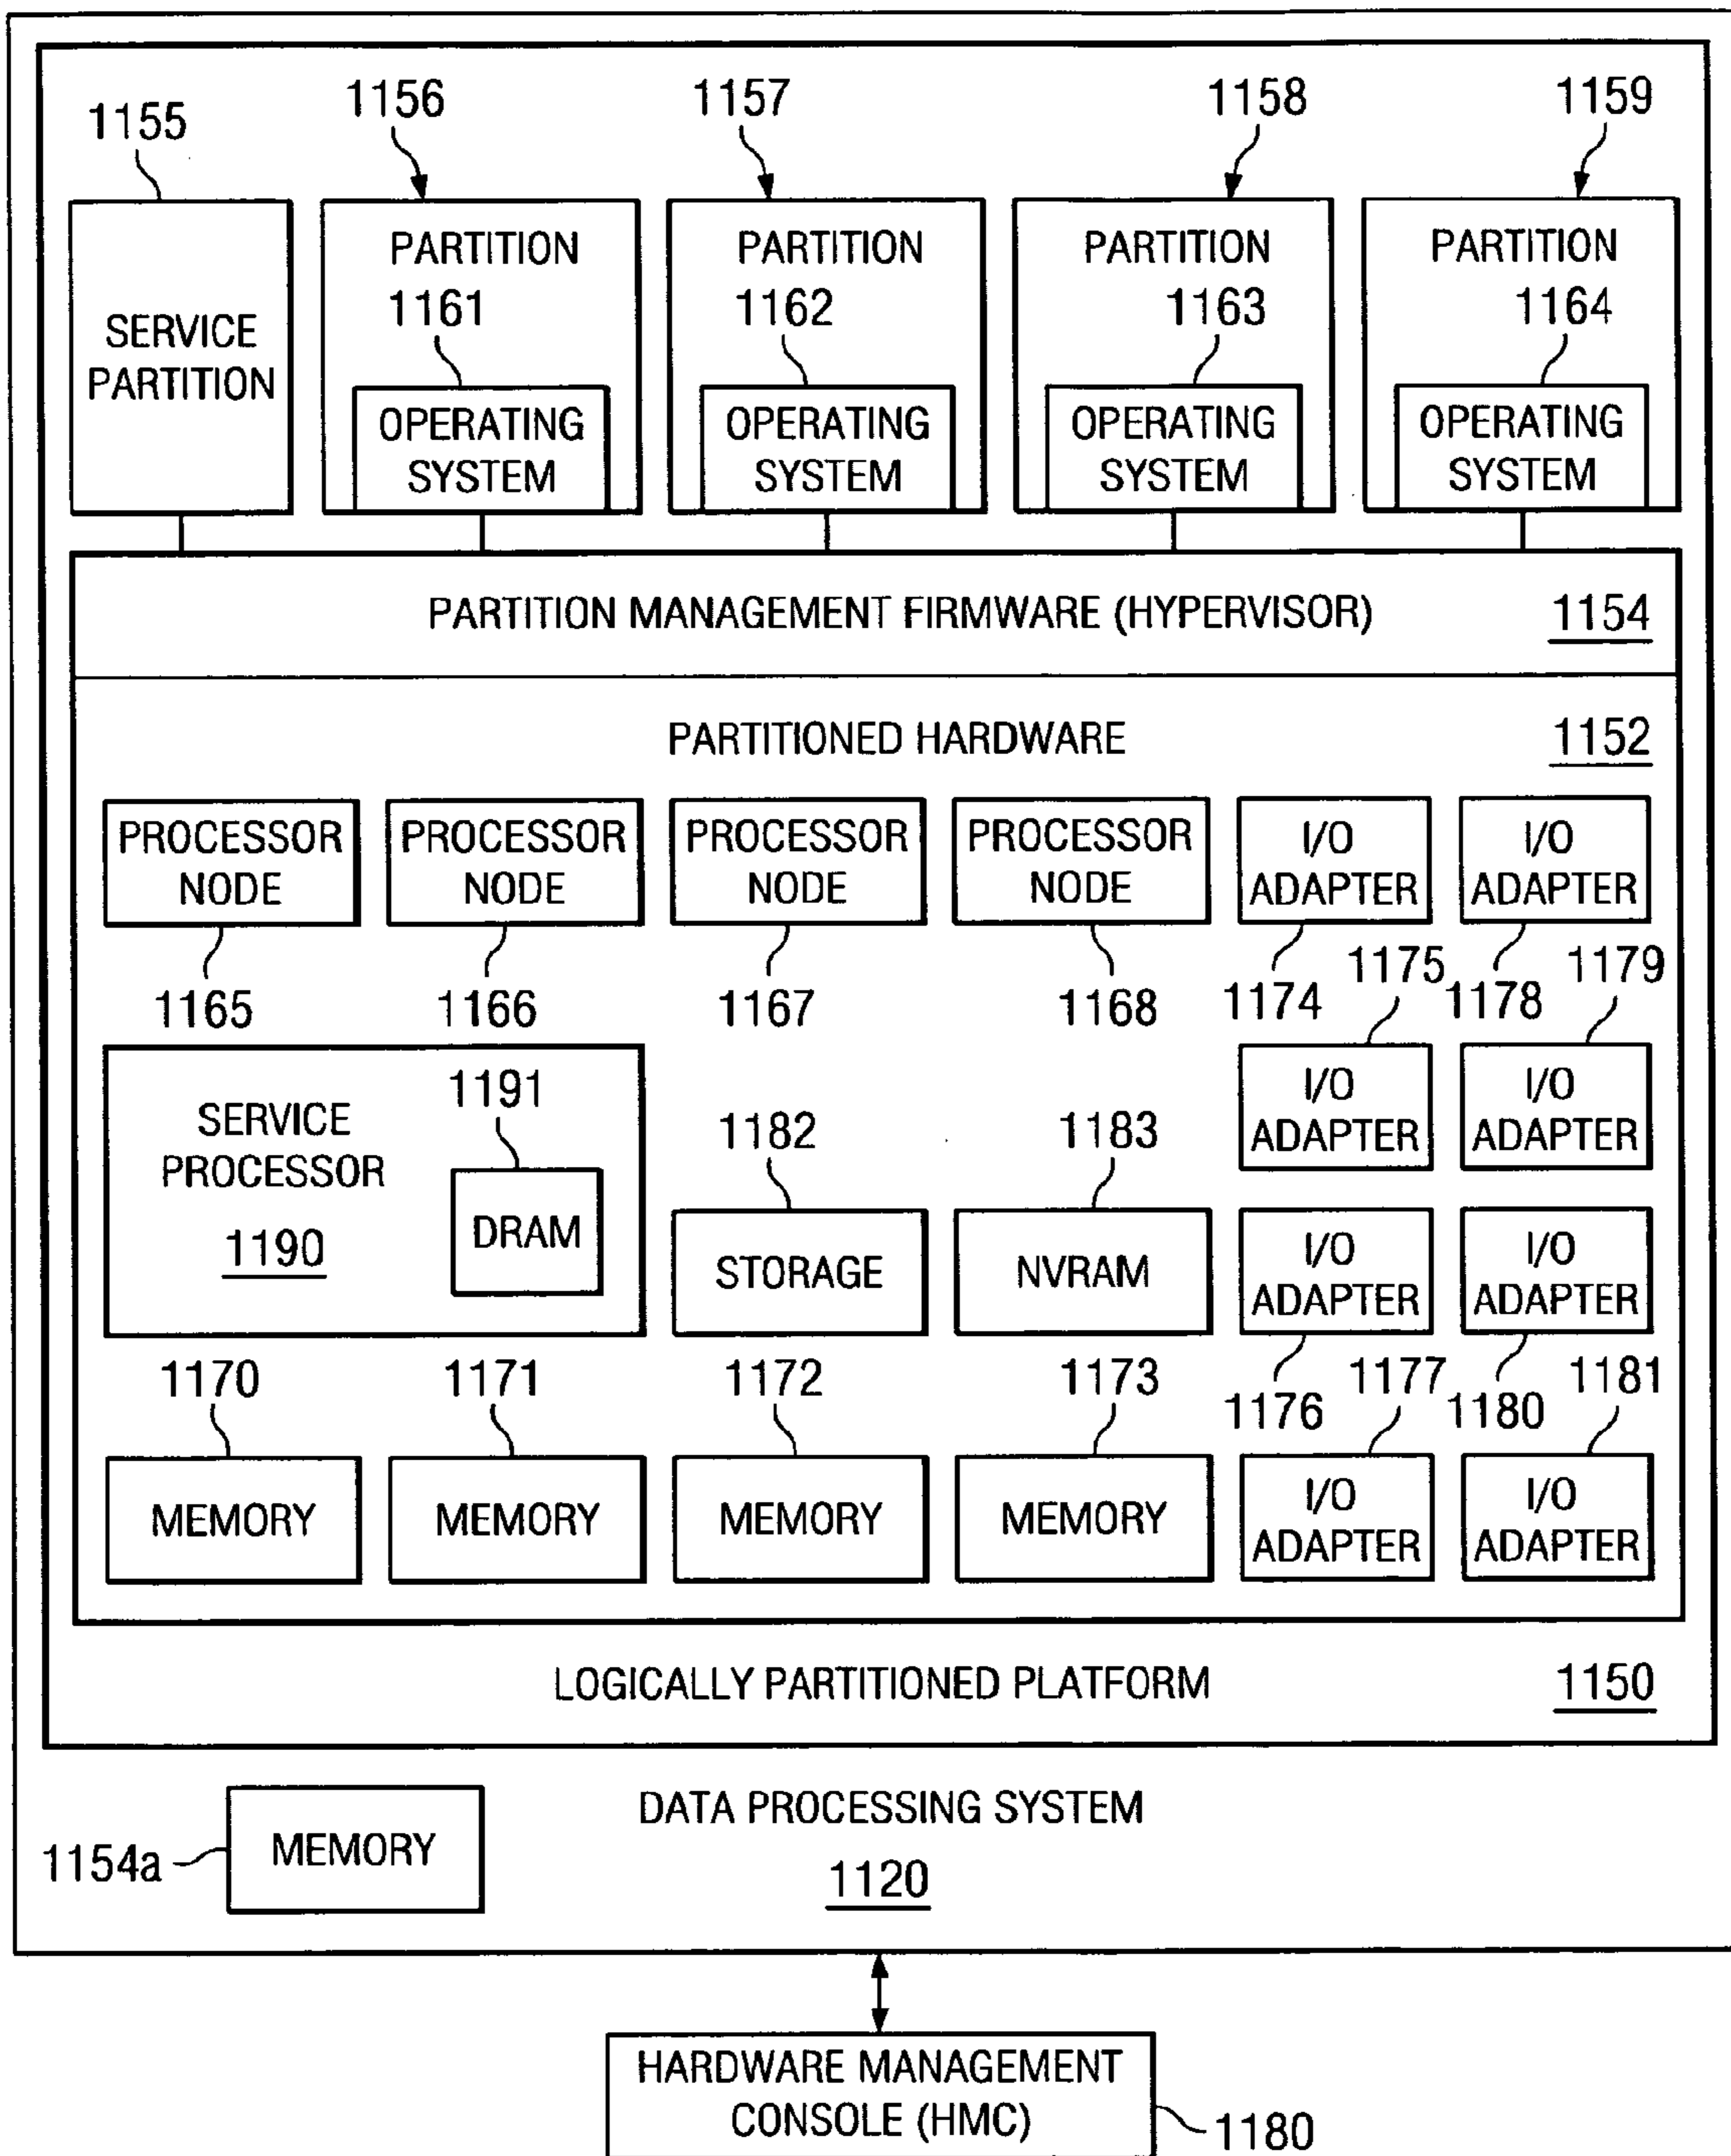 1155
1156
1157
1158
1159
SERVICE
PARTITION
PARTITION
1161
OPERATING
SYSTEM
PARTITION
1162
OPERATING
SYSTEM
PARTITION
1163
OPERATING
SYSTEM
PARTITION
1164
OPERATING
SYSTEM
PARTITION MANAGEMENT FIRMWARE (HYPERVISOR) 1154
PARTITIONED HARDWARE 1152
PROCESSOR
NODE
1165
PROCESSOR
NODE
1166
PROCESSOR
NODE
1167
PROCESSOR
NODE
1168
I/O
ADAPTER
1174
I/O
ADAPTER
1178
1175
I/O
ADAPTER
1179
I/O
ADAPTER
SERVICE
PROCESSOR
1190
1191
DRAM
1182
STORAGE
1183
NVRAM
I/O
ADAPTER
1176
I/O
ADAPTER
1180
1170
MEMORY
1171
MEMORY
1172
MEMORY
1173
MEMORY
1177
I/O
ADAPTER
1181
I/O
ADAPTER
LOGICALLY PARTITIONED PLATFORM 1150
1154a
MEMORY
DATA PROCESSING SYSTEM
1120
HARDWARE MANAGEMENT
CONSOLE (HMC)
1180